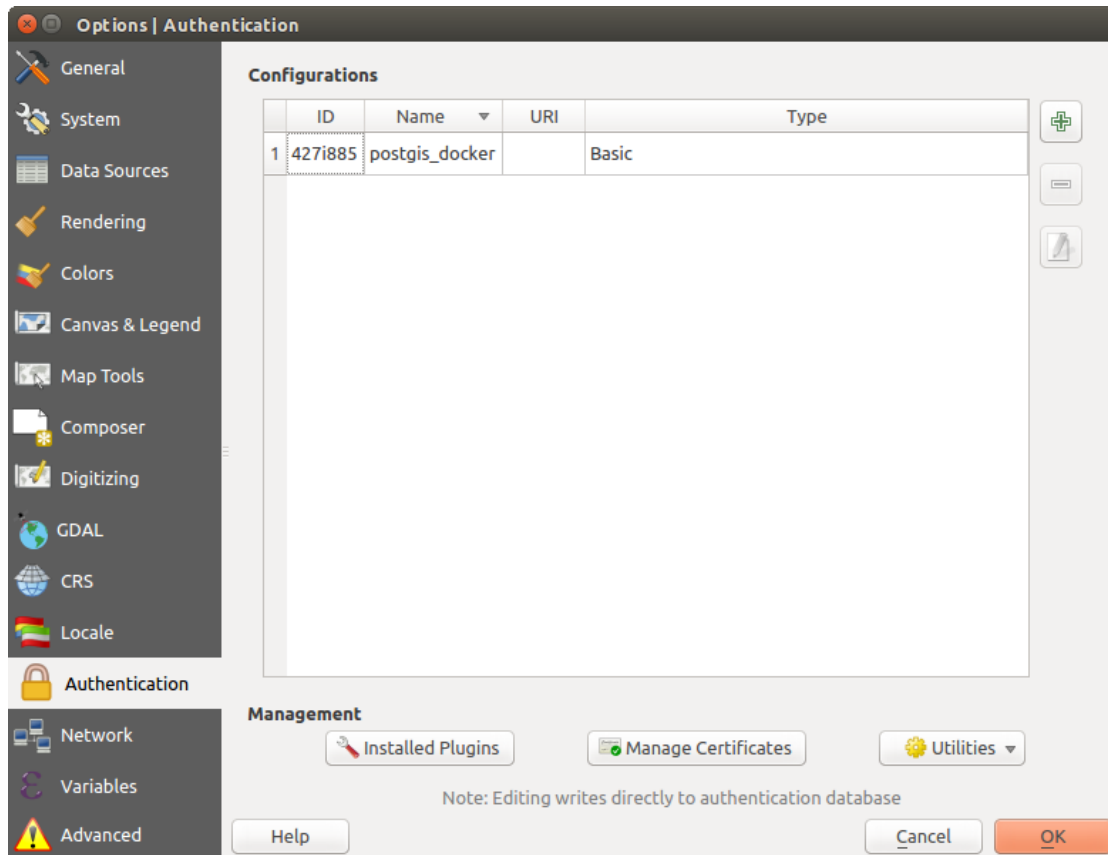 Options | Authentication
General
System
Data Sources
Rendering
Colors
Canvas & Legend
Map Tools
Composer
Digitizing
GDAL
CRS
Locale
Authentication
Network
Variables
Advanced
Configurations
ID Name URI Type
1 427i885 postgis_docker Basic
Management
Installed Plugins Manage Certificates Utilities
Note: Editing writes directly to authentication database
Help Cancel OK